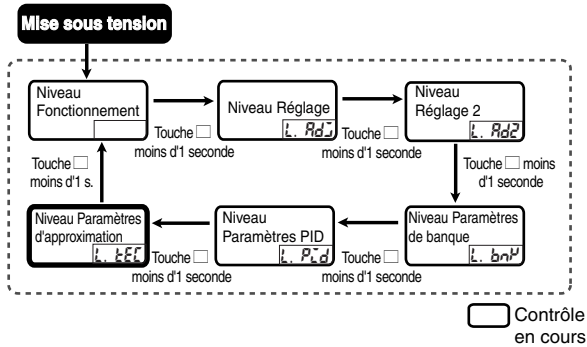 Mise sous tension
Niveau
Fonctionnement
Touche
moins d'1 seconde
Niveau Réglage
L. AdJ
Touche
moins d'1 seconde
Niveau
Réglage 2
L. Ad2
Touche moins
d'1 seconde
Niveau Paramètres
de banque
L. bnK
Touche
moins d'1 seconde
Niveau
Paramètres PID
L. PId
Touche
moins d'1 seconde
Niveau Paramètres
d'approximation
L. tEC
Touche
moins d'1 s.
Contrôle
en cours